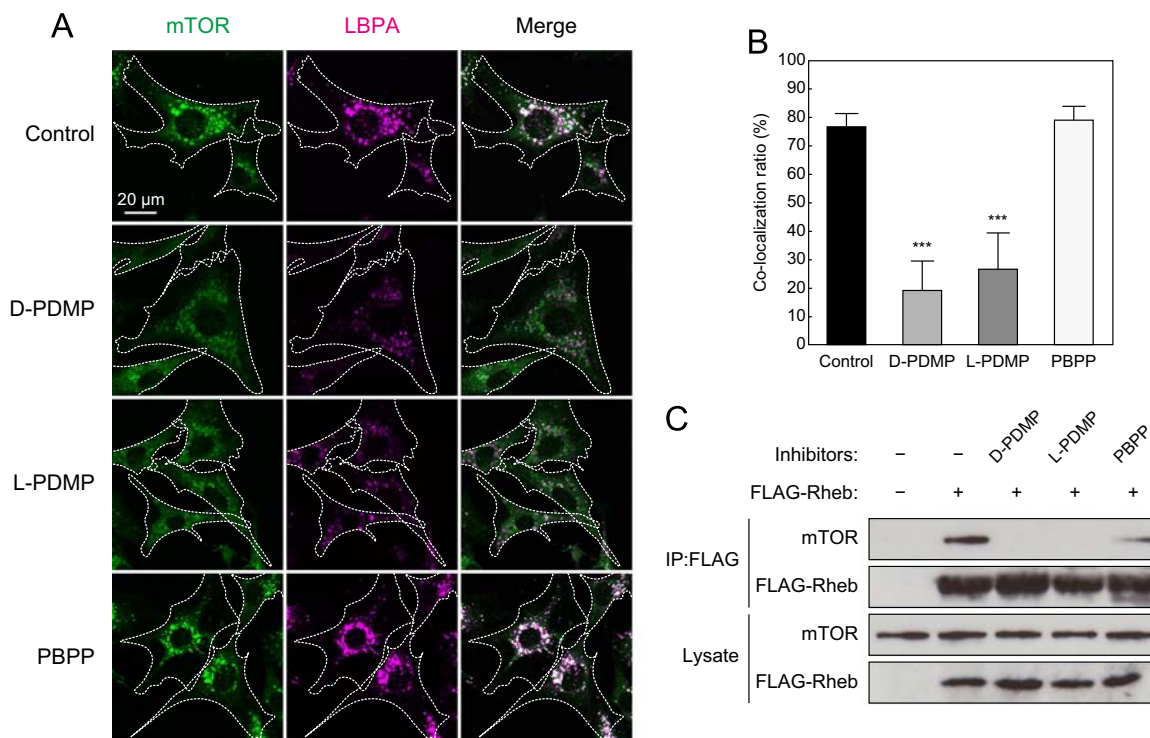 A
mTOR LBPA Merge
Control
20 µm
D-PDMP
L-PDMP
PBPP
B
Co-localization ratio (%)
100
90
80
70
60
50
40
30
20
10
0
*** ***
Control D-PDMP L-PDMP PBPP
C
Inhibitors: – – D-PDMP L-PDMP PBPP
FLAG-Rheb: – + + + +
IP:FLAG
mTOR
FLAG-Rheb
Lysate
mTOR
FLAG-Rheb